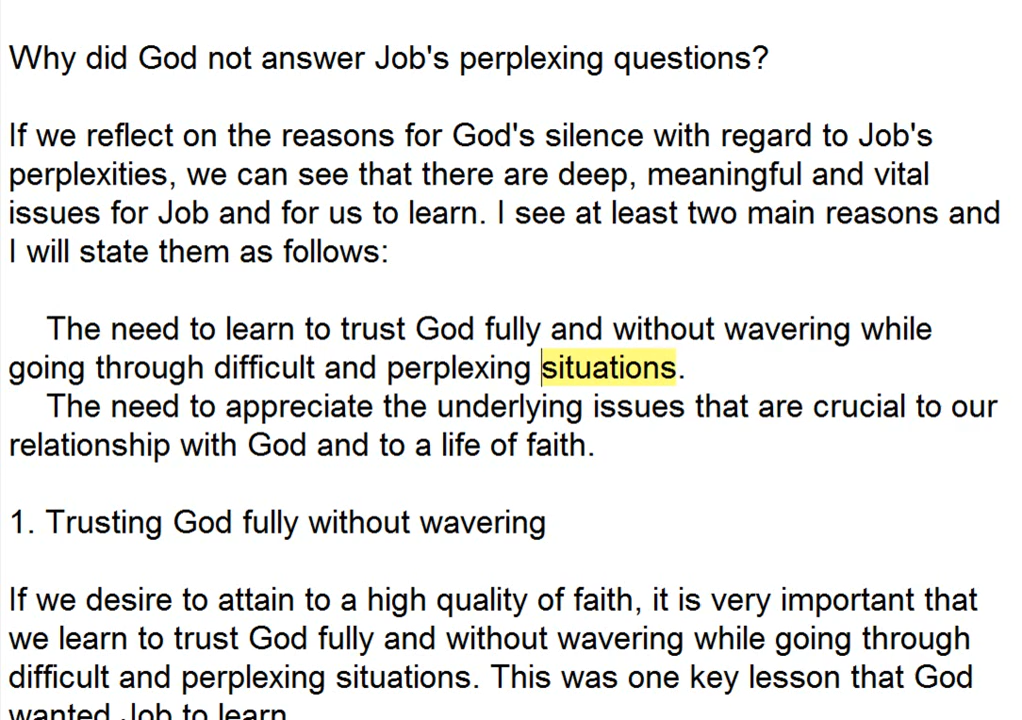 Why did God not answer Job's perplexing questions?
If we reflect on the reasons for God's silence with regard to Job's
perplexities, we can see that there are deep, meaningful and vital
issues for Job and for us to learn. I see at least two main reasons and
I will state them as follows:
The need to learn to trust God fully and without wavering while
going through difficult and perplexing situations.
The need to appreciate the underlying issues that are crucial to our
relationship with God and to a life of faith.
1. Trusting God fully without wavering
If we desire to attain to a high quality of faith, it is very important that
we learn to trust God fully and without wavering while going through
difficult and perplexing situations. This was one key lesson that God
wanted Job to learn.